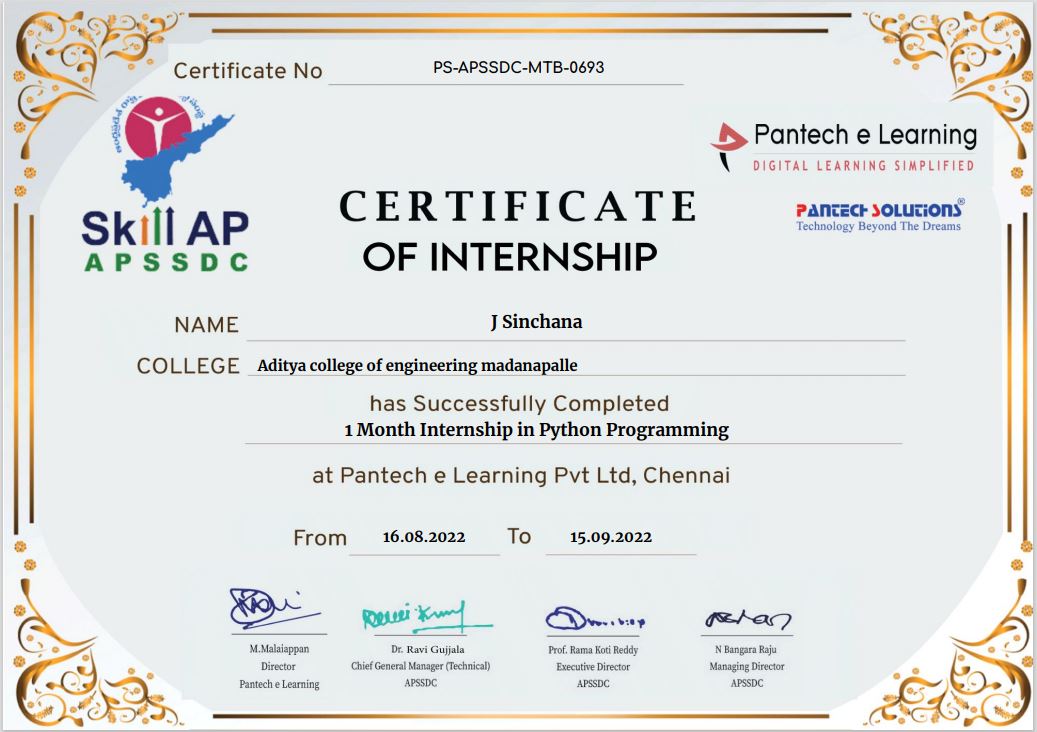 Certificate No PS-APSSDC-MTB-0693
Skill AP
APSSDC
Pantech e Learning
DIGITAL LEARNING SIMPLIFIED
PANTECH SOLUTIONS®
Technology Beyond The Dreams
CERTIFICATE
OF INTERNSHIP
NAME J Sinchana
COLLEGE Aditya college of engineering madanapalle
has Successfully Completed
1 Month Internship in Python Programming
at Pantech e Learning Pvt Ltd, Chennai
From 16.08.2022 To 15.09.2022
M.Malaiappan
Director
Pantech e Learning
Dr. Ravi Gujjala
Chief General Manager (Technical)
APSSDC
Prof. Rama Koti Reddy
Executive Director
APSSDC
N Bangara Raju
Managing Director
APSSDC